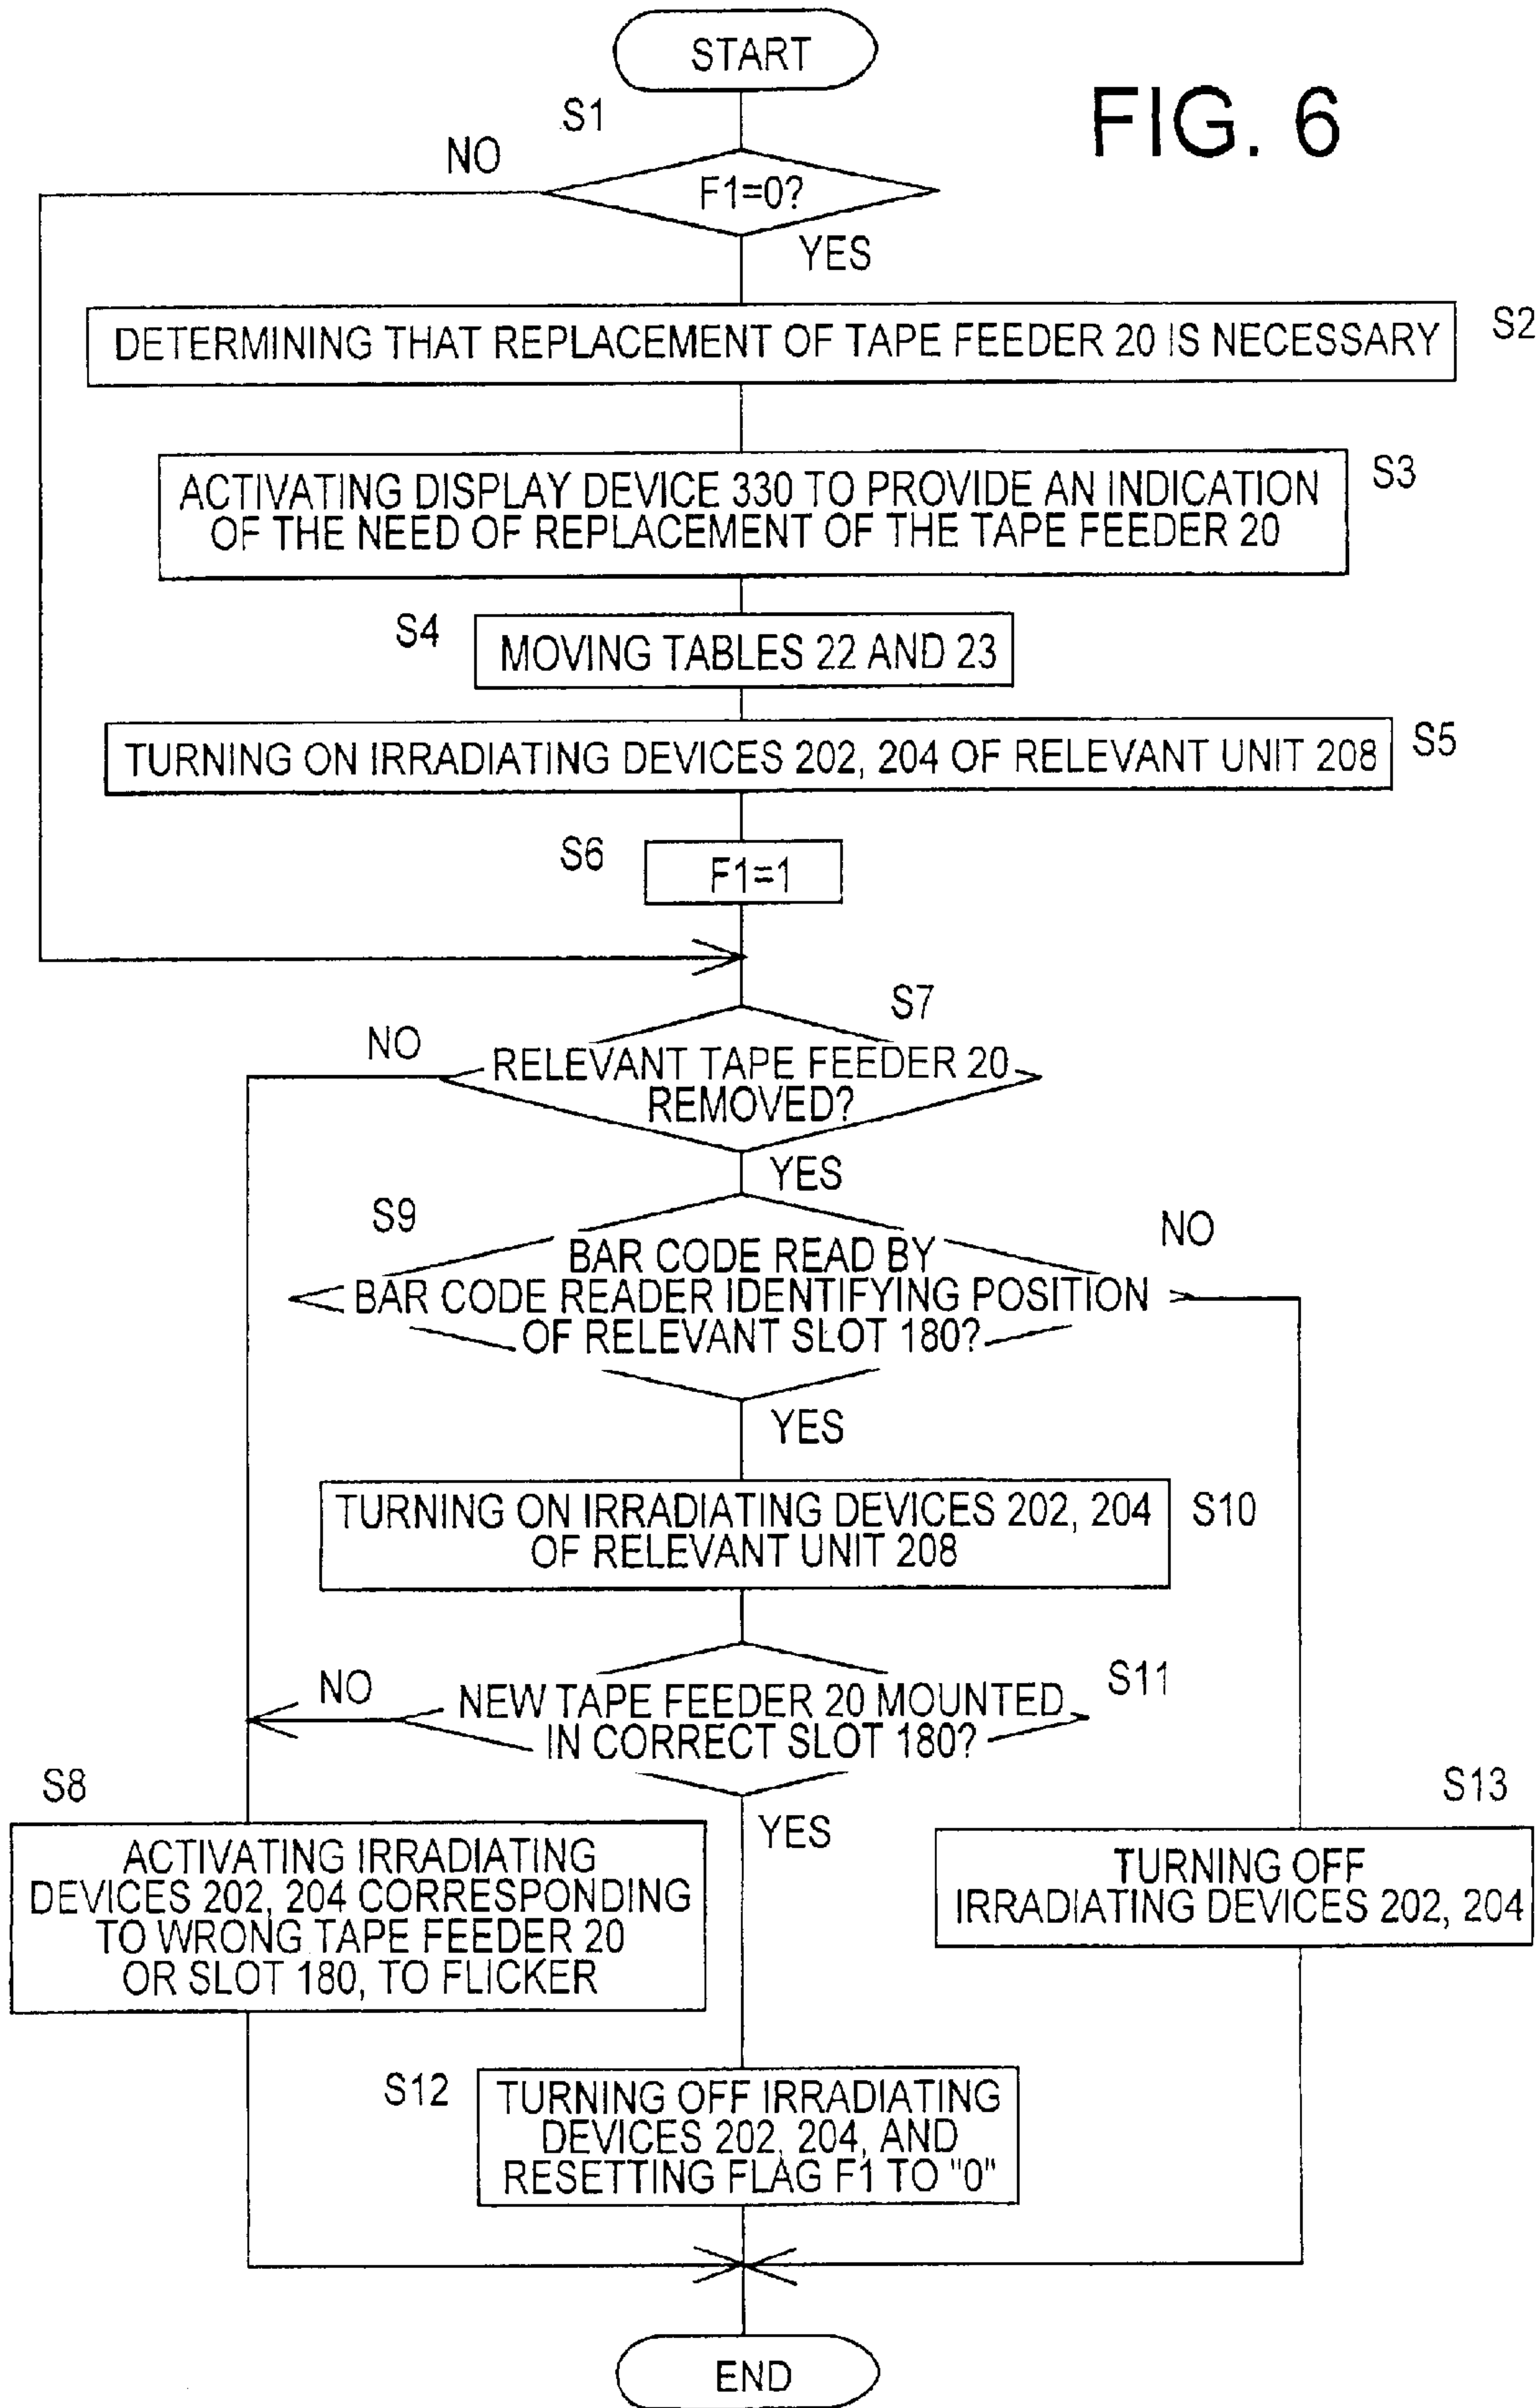 START
FIG. 6
S1
NO
F1=0?
YES
DETERMINING THAT REPLACEMENT OF TAPE FEEDER 20 IS NECESSARY
S2
ACTIVATING DISPLAY DEVICE 330 TO PROVIDE AN INDICATION
OF THE NEED OF REPLACEMENT OF THE TAPE FEEDER 20
S3
S4
MOVING TABLES 22 AND 23
TURNING ON IRRADIATING DEVICES 202, 204 OF RELEVANT UNIT 208
S5
S6
F1=1
S7
NO
RELEVANT TAPE FEEDER 20
REMOVED?
YES
S9
NO
BAR CODE READ BY
BAR CODE READER IDENTIFYING POSITION
OF RELEVANT SLOT 180?
YES
TURNING ON IRRADIATING DEVICES 202, 204
OF RELEVANT UNIT 208
S10
S11
NO
NEW TAPE FEEDER 20 MOUNTED
IN CORRECT SLOT 180?
YES
S8
ACTIVATING IRRADIATING
DEVICES 202, 204 CORRESPONDING
TO WRONG TAPE FEEDER 20
OR SLOT 180, TO FLICKER
S13
TURNING OFF
IRRADIATING DEVICES 202, 204
S12
TURNING OFF IRRADIATING
DEVICES 202, 204, AND
RESETTING FLAG F1 TO "0"
END